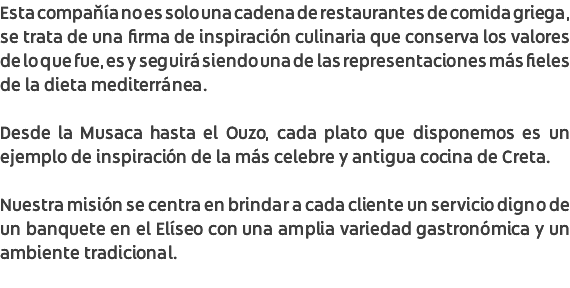 Esta compañía no es solo una cadena de restaurantes de comida griega,
se trata de una firma de inspiración culinaria que conserva los valores
de lo que fue, es y seguirá siendo una de las representaciones más fieles
de la dieta mediterránea.
Desde la Musaca hasta el Ouzo, cada plato que disponemos es un
ejemplo de inspiración de la más celebre y antigua cocina de Creta.
Nuestra misión se centra en brindar a cada cliente un servicio digno de
un banquete en el Elíseo con una amplia variedad gastronómica y un
ambiente tradicional.